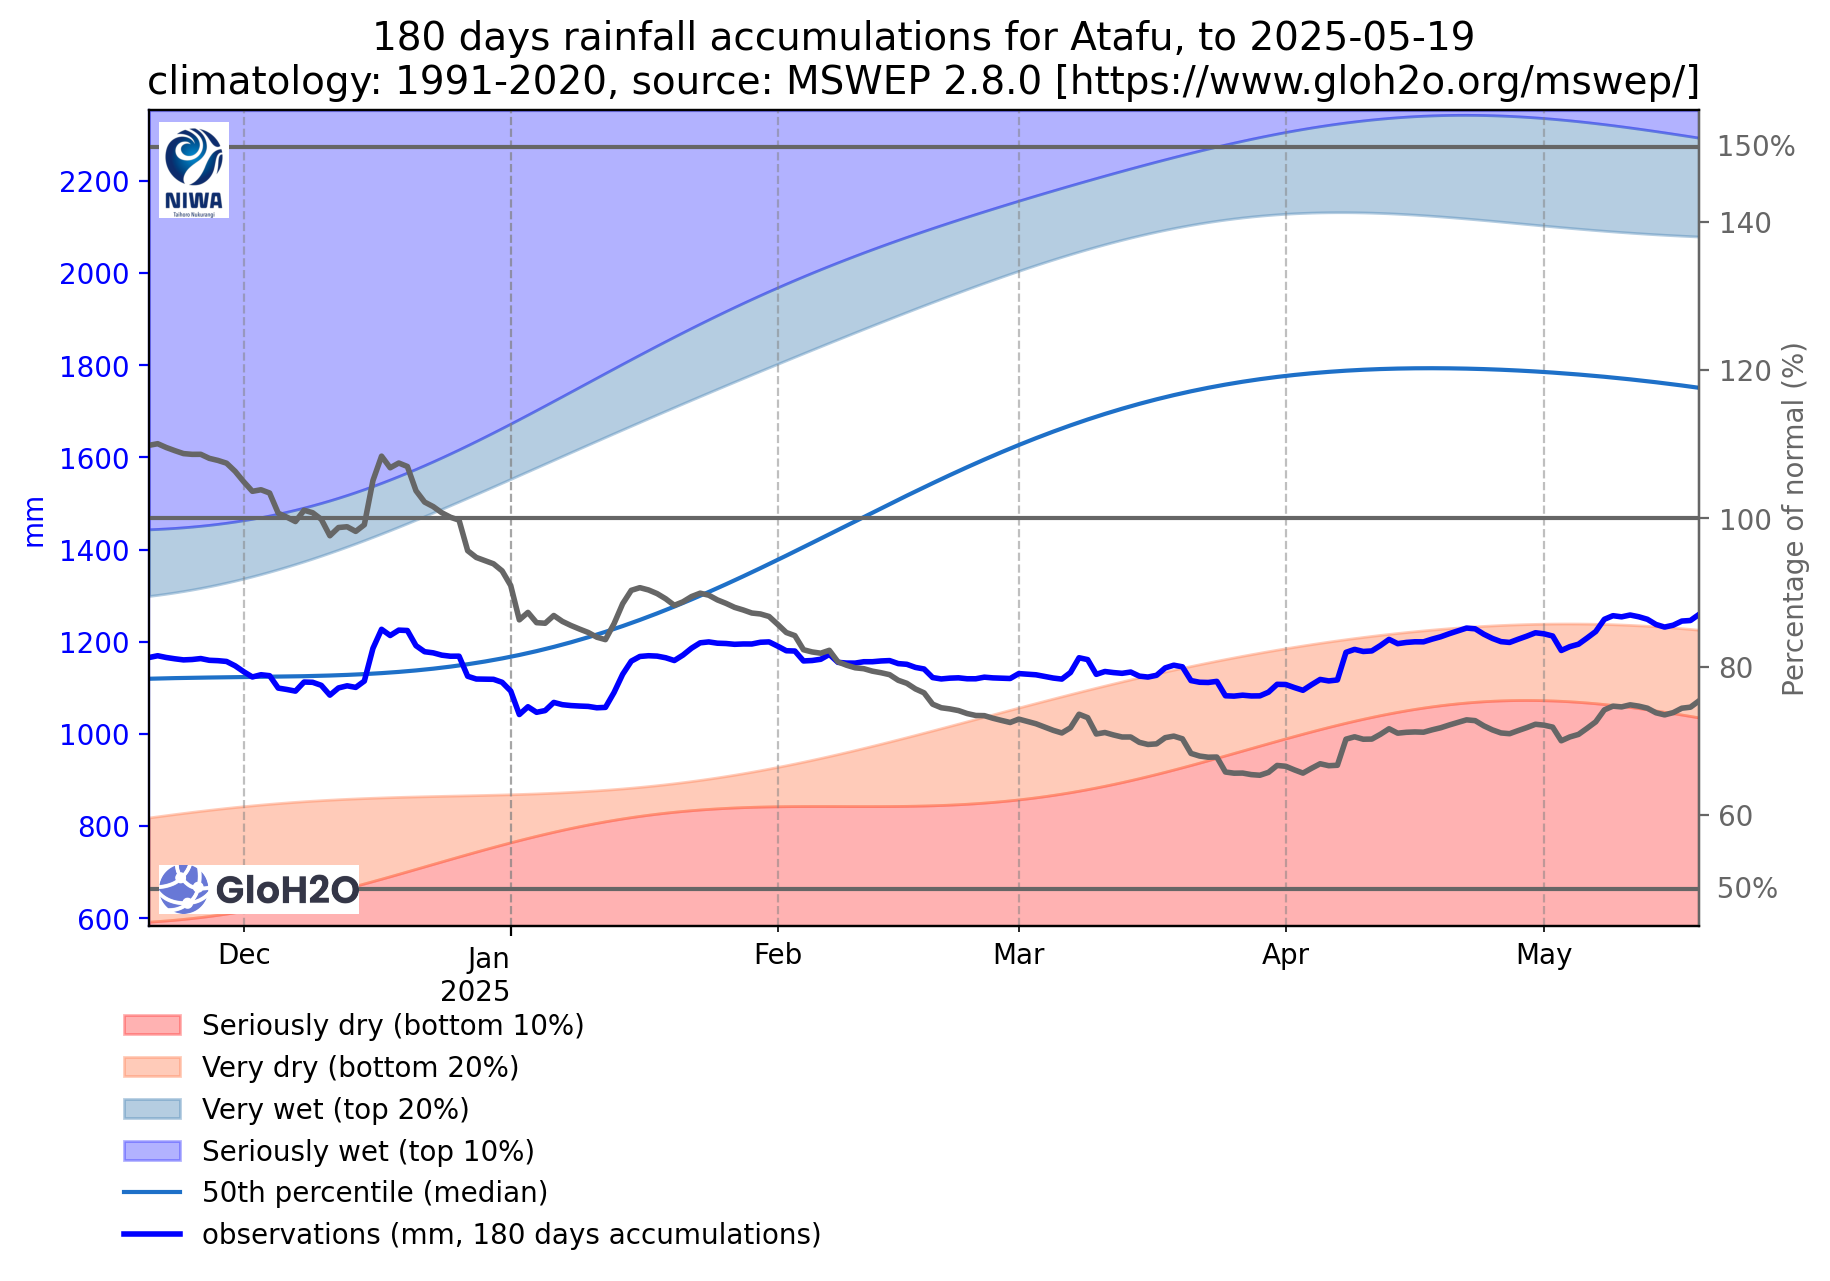 180 days rainfall accumulations for Atafu, to 2025-05-19
climatology: 1991-2020, source: MSWEP 2.8.0 [https://www.gloh2o.org/mswep/]
NIWA
Taihoro Nukurangi
2200
2000
1800
1600
1400
1200
1000
800
600
mm
150%
140
120
100
80
60
50%
Percentage of normal (%)
GloH2O
Dec
Jan
2025
Feb
Mar
Apr
May
Seriously dry (bottom 10%)
Very dry (bottom 20%)
Very wet (top 20%)
Seriously wet (top 10%)
50th percentile (median)
observations (mm, 180 days accumulations)